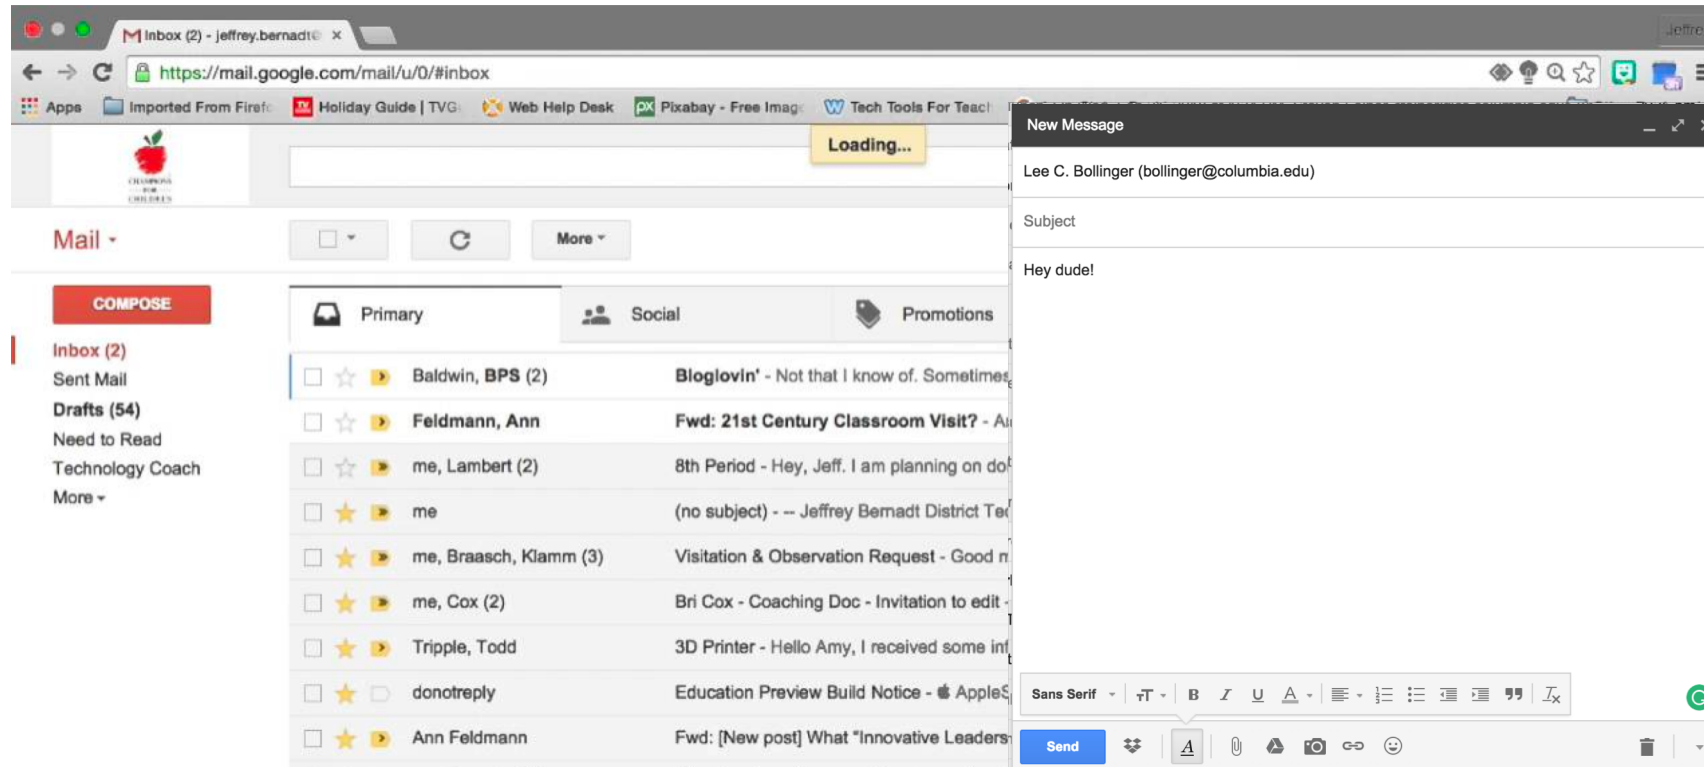 Inbox (2) - jeffrey.bernadt@
https://mail.google.com/mail/u/0/#inbox
Apps Imported From Firefo Holiday Guide | TVG Web Help Desk Pixabay - Free Image Tech Tools For Teach
CHAMPIONS
FOR
CHILDREN
Loading...
Mail
More
COMPOSE
Inbox (2)
Sent Mail
Drafts (54)
Need to Read
Technology Coach
More
Primary Social Promotions
Baldwin, BPS (2) Bloglovin' - Not that I know of. Sometimes
Feldmann, Ann Fwd: 21st Century Classroom Visit? -
me, Lambert (2) 8th Period - Hey, Jeff. I am planning on do
me (no subject) - -- Jeffrey Bernadt District Tec
me, Braasch, Klamm (3) Visitation & Observation Request - Good
me, Cox (2) Bri Cox - Coaching Doc - Invitation to edit -
Tripple, Todd 3D Printer - Hello Amy, I received some inf
donotreply Education Preview Build Notice - AppleS
Ann Feldmann Fwd: [New post] What "Innovative Leaders
New Message
Lee C. Bollinger (bollinger@columbia.edu)
Subject
Hey dude!
Sans Serif
Send